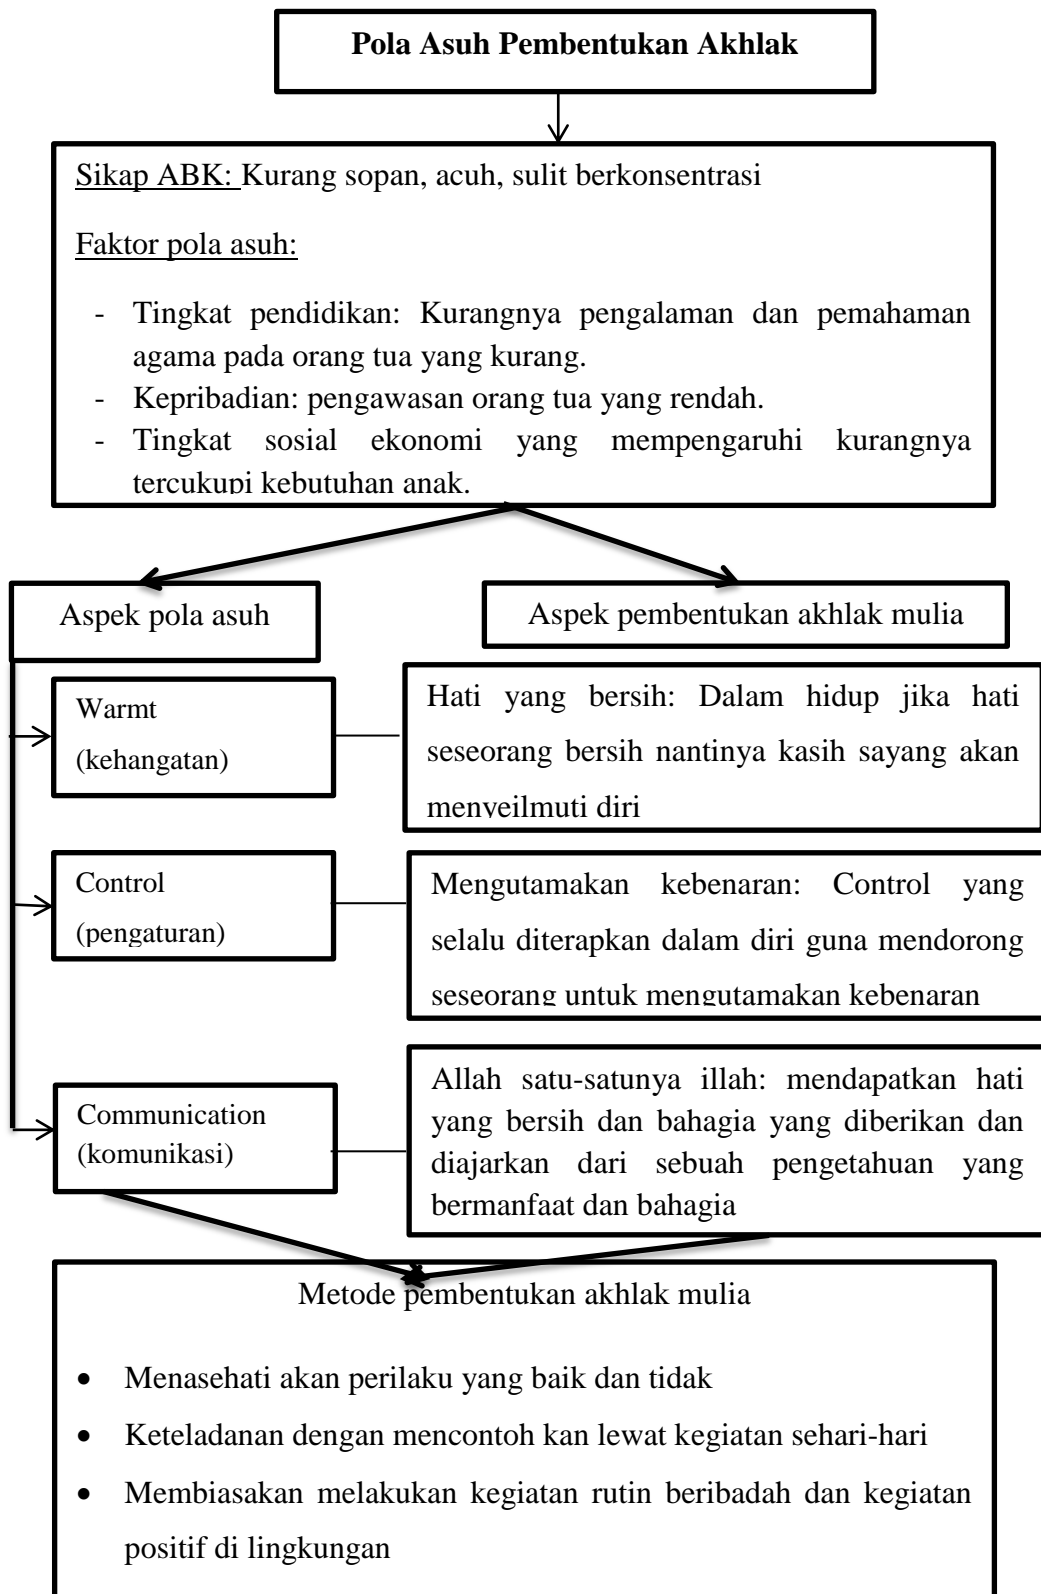 Pola Asuh Pembentukan Akhlak
Sikap ABK: Kurang sopan, acuh, sulit berkonsentrasi
Faktor pola asuh:
- Tingkat pendidikan: Kurangnya pengalaman dan pemahaman
agama pada orang tua yang kurang.
- Kepribadian: pengawasan orang tua yang rendah.
- Tingkat sosial ekonomi yang mempengaruhi kurangnya
tercukupi kebutuhan anak.
Aspek pola asuh
Aspek pembentukan akhlak mulia
Warmt
(kehangatan)
Hati yang bersih: Dalam hidup jika hati
seseorang bersih nantinya kasih sayang akan
menyeilmuti diri
Control
(pengaturan)
Mengutamakan kebenaran: Control yang
selalu diterapkan dalam diri guna mendorong
seseorang untuk mengutamakan kebenaran
Communication
(komunikasi)
Allah satu-satunya illah: mendapatkan hati
yang bersih dan bahagia yang diberikan dan
diajarkan dari sebuah pengetahuan yang
bermanfaat dan bahagia
Metode pembentukan akhlak mulia
• Menasehati akan perilaku yang baik dan tidak
• Keteladanan dengan mencontoh kan lewat kegiatan sehari-hari
• Membiasakan melakukan kegiatan rutin beribadah dan kegiatan
positif di lingkungan